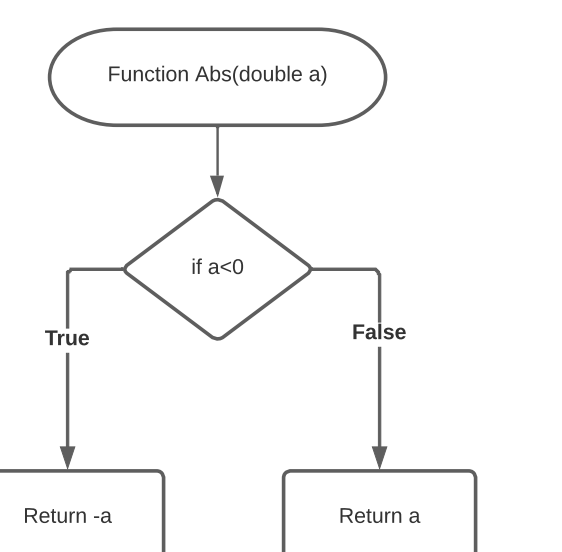 Function Abs(double a)
if a<0
True
False
Return -a
Return a